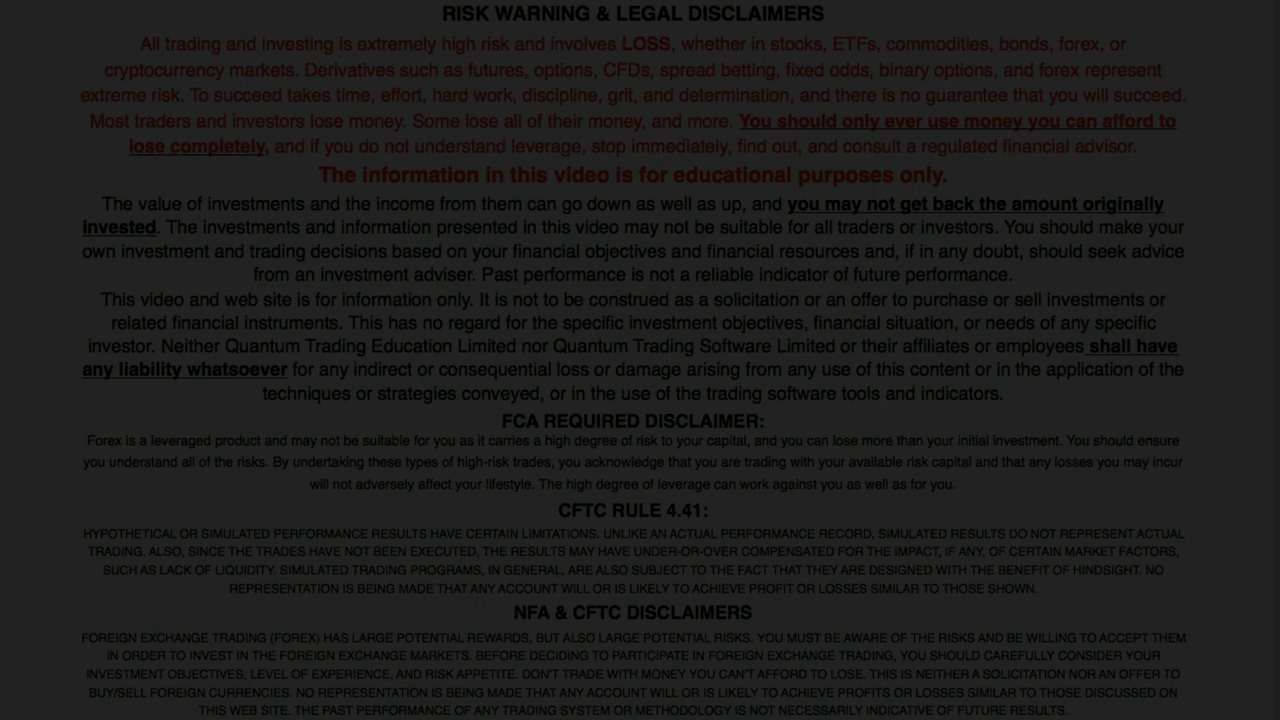 RISK WARNING & LEGAL DISCLAIMERS
All trading and investing is extremely high risk and involves LOSS, whether in stocks, ETFs, commodities, bonds, forex, or
cryptocurrency markets. Derivatives such as futures, options, CFDs, spread betting, fixed odds, binary options, and forex represent
extreme risk. To succeed takes time, effort, hard work, discipline, grit, and determination, and there is no guarantee that you will succeed.
Most traders and investors lose money. Some lose all of their money, and more. You should only ever use money you can afford to
lose completely, and if you do not understand leverage, stop immediately, find out, and consult a regulated financial advisor.
The information in this video is for educational purposes only.
The value of investments and the income from them can go down as well as up, and you may not get back the amount originally
invested. The investments and information presented in this video may not be suitable for all traders or investors. You should make your
own investment and trading decisions based on your financial objectives and financial resources and, if in any doubt, should seek advice
from an investment adviser. Past performance is not a reliable indicator of future performance.
This video and web site is for information only. It is not to be construed as a solicitation or an offer to purchase or sell investments or
related financial instruments. This has no regard for the specific investment objectives, financial situation, or needs of any specific
investor. Neither Quantum Trading Education Limited nor Quantum Trading Software Limited or their affiliates or employees shall have
any liability whatsoever for any indirect or consequential loss or damage arising from any use of this content or in the application of the
techniques or strategies conveyed, or in the use of the trading software tools and indicators.
FCA REQUIRED DISCLAIMER:
Forex is a leveraged product and may not be suitable for you as it carries a high degree of risk to your capital, and you can lose more than your initial investment. You should ensure
you understand all of the risks. By undertaking these types of high-risk trades, you acknowledge that you are trading with your available risk capital and that any losses you may incur
will not adversely affect your lifestyle. The high degree of leverage can work against you as well as for you.
CFTC RULE 4.41:
HYPOTHETICAL OR SIMULATED PERFORMANCE RESULTS HAVE CERTAIN LIMITATIONS. UNLIKE AN ACTUAL PERFORMANCE RECORD, SIMULATED RESULTS DO NOT REPRESENT ACTUAL
TRADING. ALSO, SINCE THE TRADES HAVE NOT BEEN EXECUTED, THE RESULTS MAY HAVE UNDER-OR-OVER COMPENSATED FOR THE IMPACT, IF ANY, OF CERTAIN MARKET FACTORS,
SUCH AS LACK OF LIQUIDITY. SIMULATED TRADING PROGRAMS, IN GENERAL, ARE ALSO SUBJECT TO THE FACT THAT THEY ARE DESIGNED WITH THE BENEFIT OF HINDSIGHT. NO
REPRESENTATION IS BEING MADE THAT ANY ACCOUNT WILL OR IS LIKELY TO ACHIEVE PROFIT OR LOSSES SIMILAR TO THOSE SHOWN.
NFA & CFTC DISCLAIMERS
FOREIGN EXCHANGE TRADING (FOREX) HAS LARGE POTENTIAL REWARDS, BUT ALSO LARGE POTENTIAL RISKS. YOU MUST BE AWARE OF THE RISKS AND BE WILLING TO ACCEPT THEM
IN ORDER TO INVEST IN THE FOREIGN EXCHANGE MARKETS. BEFORE DECIDING TO PARTICIPATE IN FOREIGN EXCHANGE TRADING, YOU SHOULD CAREFULLY CONSIDER YOUR
INVESTMENT OBJECTIVES, LEVEL OF EXPERIENCE, AND RISK APPETITE. DON'T TRADE WITH MONEY YOU CAN'T AFFORD TO LOSE. THIS IS NEITHER A SOLICITATION NOR AN OFFER TO
BUY/SELL FOREIGN CURRENCIES. NO REPRESENTATION IS BEING MADE THAT ANY ACCOUNT WILL OR IS LIKELY TO ACHIEVE PROFITS OR LOSSES SIMILAR TO THOSE DISCUSSED ON
THIS WEB SITE. THE PAST PERFORMANCE OF ANY TRADING SYSTEM OR METHODOLOGY IS NOT NECESSARILY INDICATIVE OF FUTURE RESULTS.